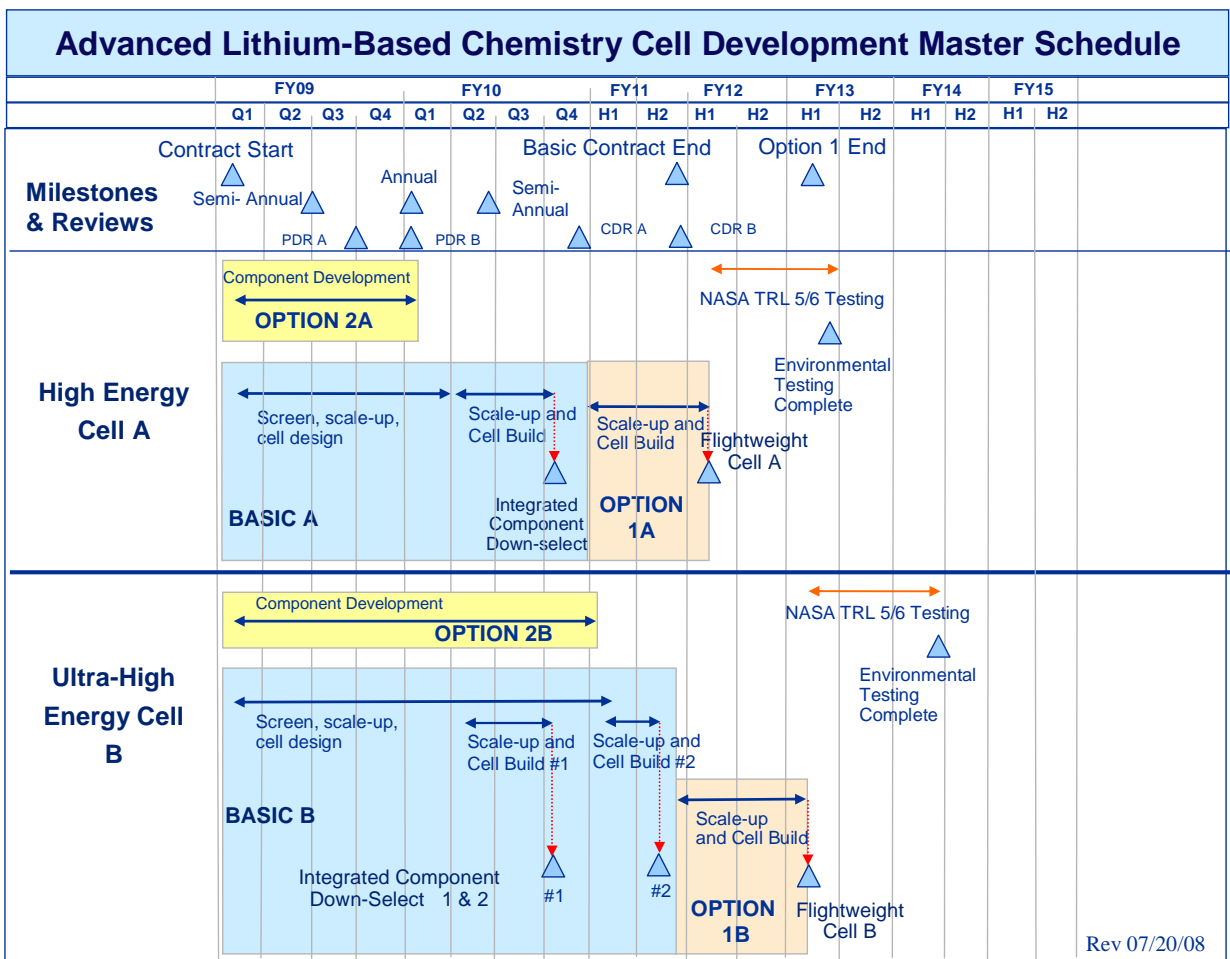 Advanced Lithium-Based Chemistry Cell Development Master Schedule
FY09 FY10 FY11 FY12 FY13 FY14 FY15
Q1 Q2 Q3 Q4 Q1 Q2 Q3 Q4 H1 H2 H1 H2 H1 H2 H1 H2 H1 H2
Milestones
& Reviews
Contract Start
Basic Contract End
Option 1 End
Semi- Annual
Annual
Semi-
Annual
PDR A
PDR B
CDR A
CDR B
High Energy
Cell A
Component Development
OPTION 2A
NASA TRL 5/6 Testing
Environmental
Testing
Complete
Screen, scale-up,
cell design
Scale-up and
Cell Build
Scale-up and
Cell Build
Flightweight
Cell A
Integrated
Component
Down-select
BASIC A
OPTION
1A
Ultra-High
Energy Cell
B
Component Development
OPTION 2B
NASA TRL 5/6 Testing
Environmental
Testing
Complete
Screen, scale-up,
cell design
Scale-up and
Cell Build #1
Scale-up and
Cell Build #2
BASIC B
Scale-up
and Cell Build
Integrated Component
Down-Select 1 & 2
#1
#2
OPTION
1B
Flightweight
Cell B
Rev 07/20/08